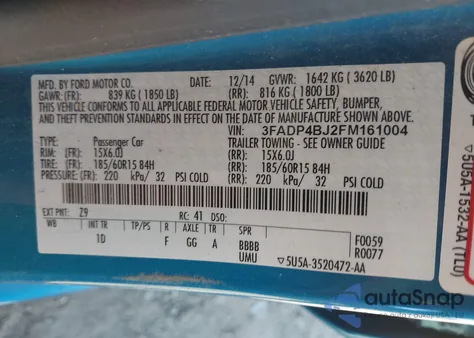 MFD. BY FORD MOTOR CO. DATE: 12/14 GVWR: 1642 KG ( 3620 LB)
GAWR: (FR): 839 KG ( 1850 LB) (RR): 816 KG ( 1800 LB)
THIS VEHICLE CONFORMS TO ALL APPLICABLE FEDERAL MOTOR VEHICLE SAFETY, BUMPER,
AND THEFT PREVENTION STANDARDS IN EFFECT ON THE DATE OF MANUFACTURE SHOWN ABOVE.
VIN: 3FADP4BJ2FM161004
TYPE: Passenger Car TRAILER TOWING - SEE OWNER GUIDE
RIM: (FR): 15X6.0J (RR): 15X6.0J
TIRE: (FR): 185/60R15 84H (RR): 185/60R15 84H
PRESSURE: (FR): 220 kPa/ 32 PSI COLD (RR): 220 kPa/ 32 PSI COLD
EXT PNT: Z9 RC: 41 DSO:
WB INT TR TP/PS R AXLE TR SPR
1D F GG A BBBB F0059
UMU R0077
▽5U5A-3520472-AA
▽5U5A-15324-AA (TLU)
autoSnap